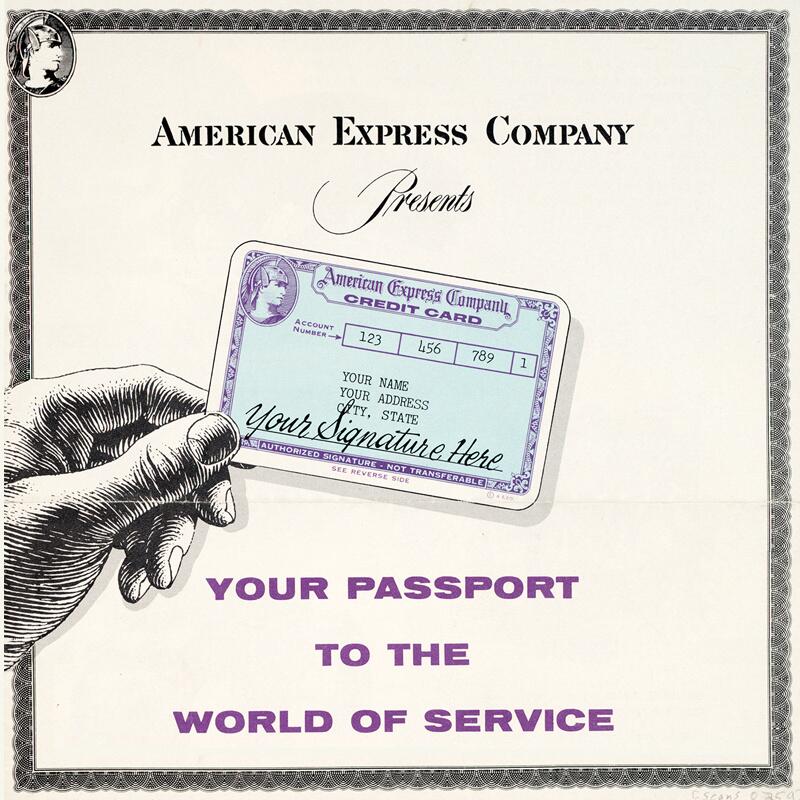 AMERICAN EXPRESS COMPANY
Presents
American Express Company
CREDIT CARD
ACCOUNT
NUMBER→
123 456 789 1
YOUR NAME
YOUR ADDRESS
CITY, STATE
Your Signature Here
AUTHORIZED SIGNATURE - NOT TRANSFERABLE
SEE REVERSE SIDE
YOUR PASSPORT
TO THE
WORLD OF SERVICE